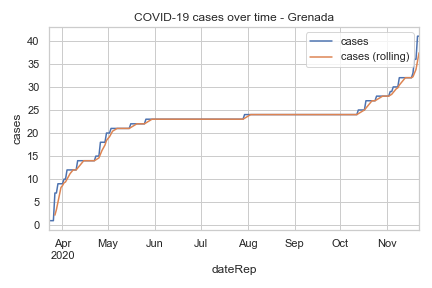 COVID-19 cases over time - Grenada
cases
cases (rolling)
cases
40
35
30
25
20
15
10
5
0
Apr May Jun Jul Aug Sep Oct Nov
2020
dateRep